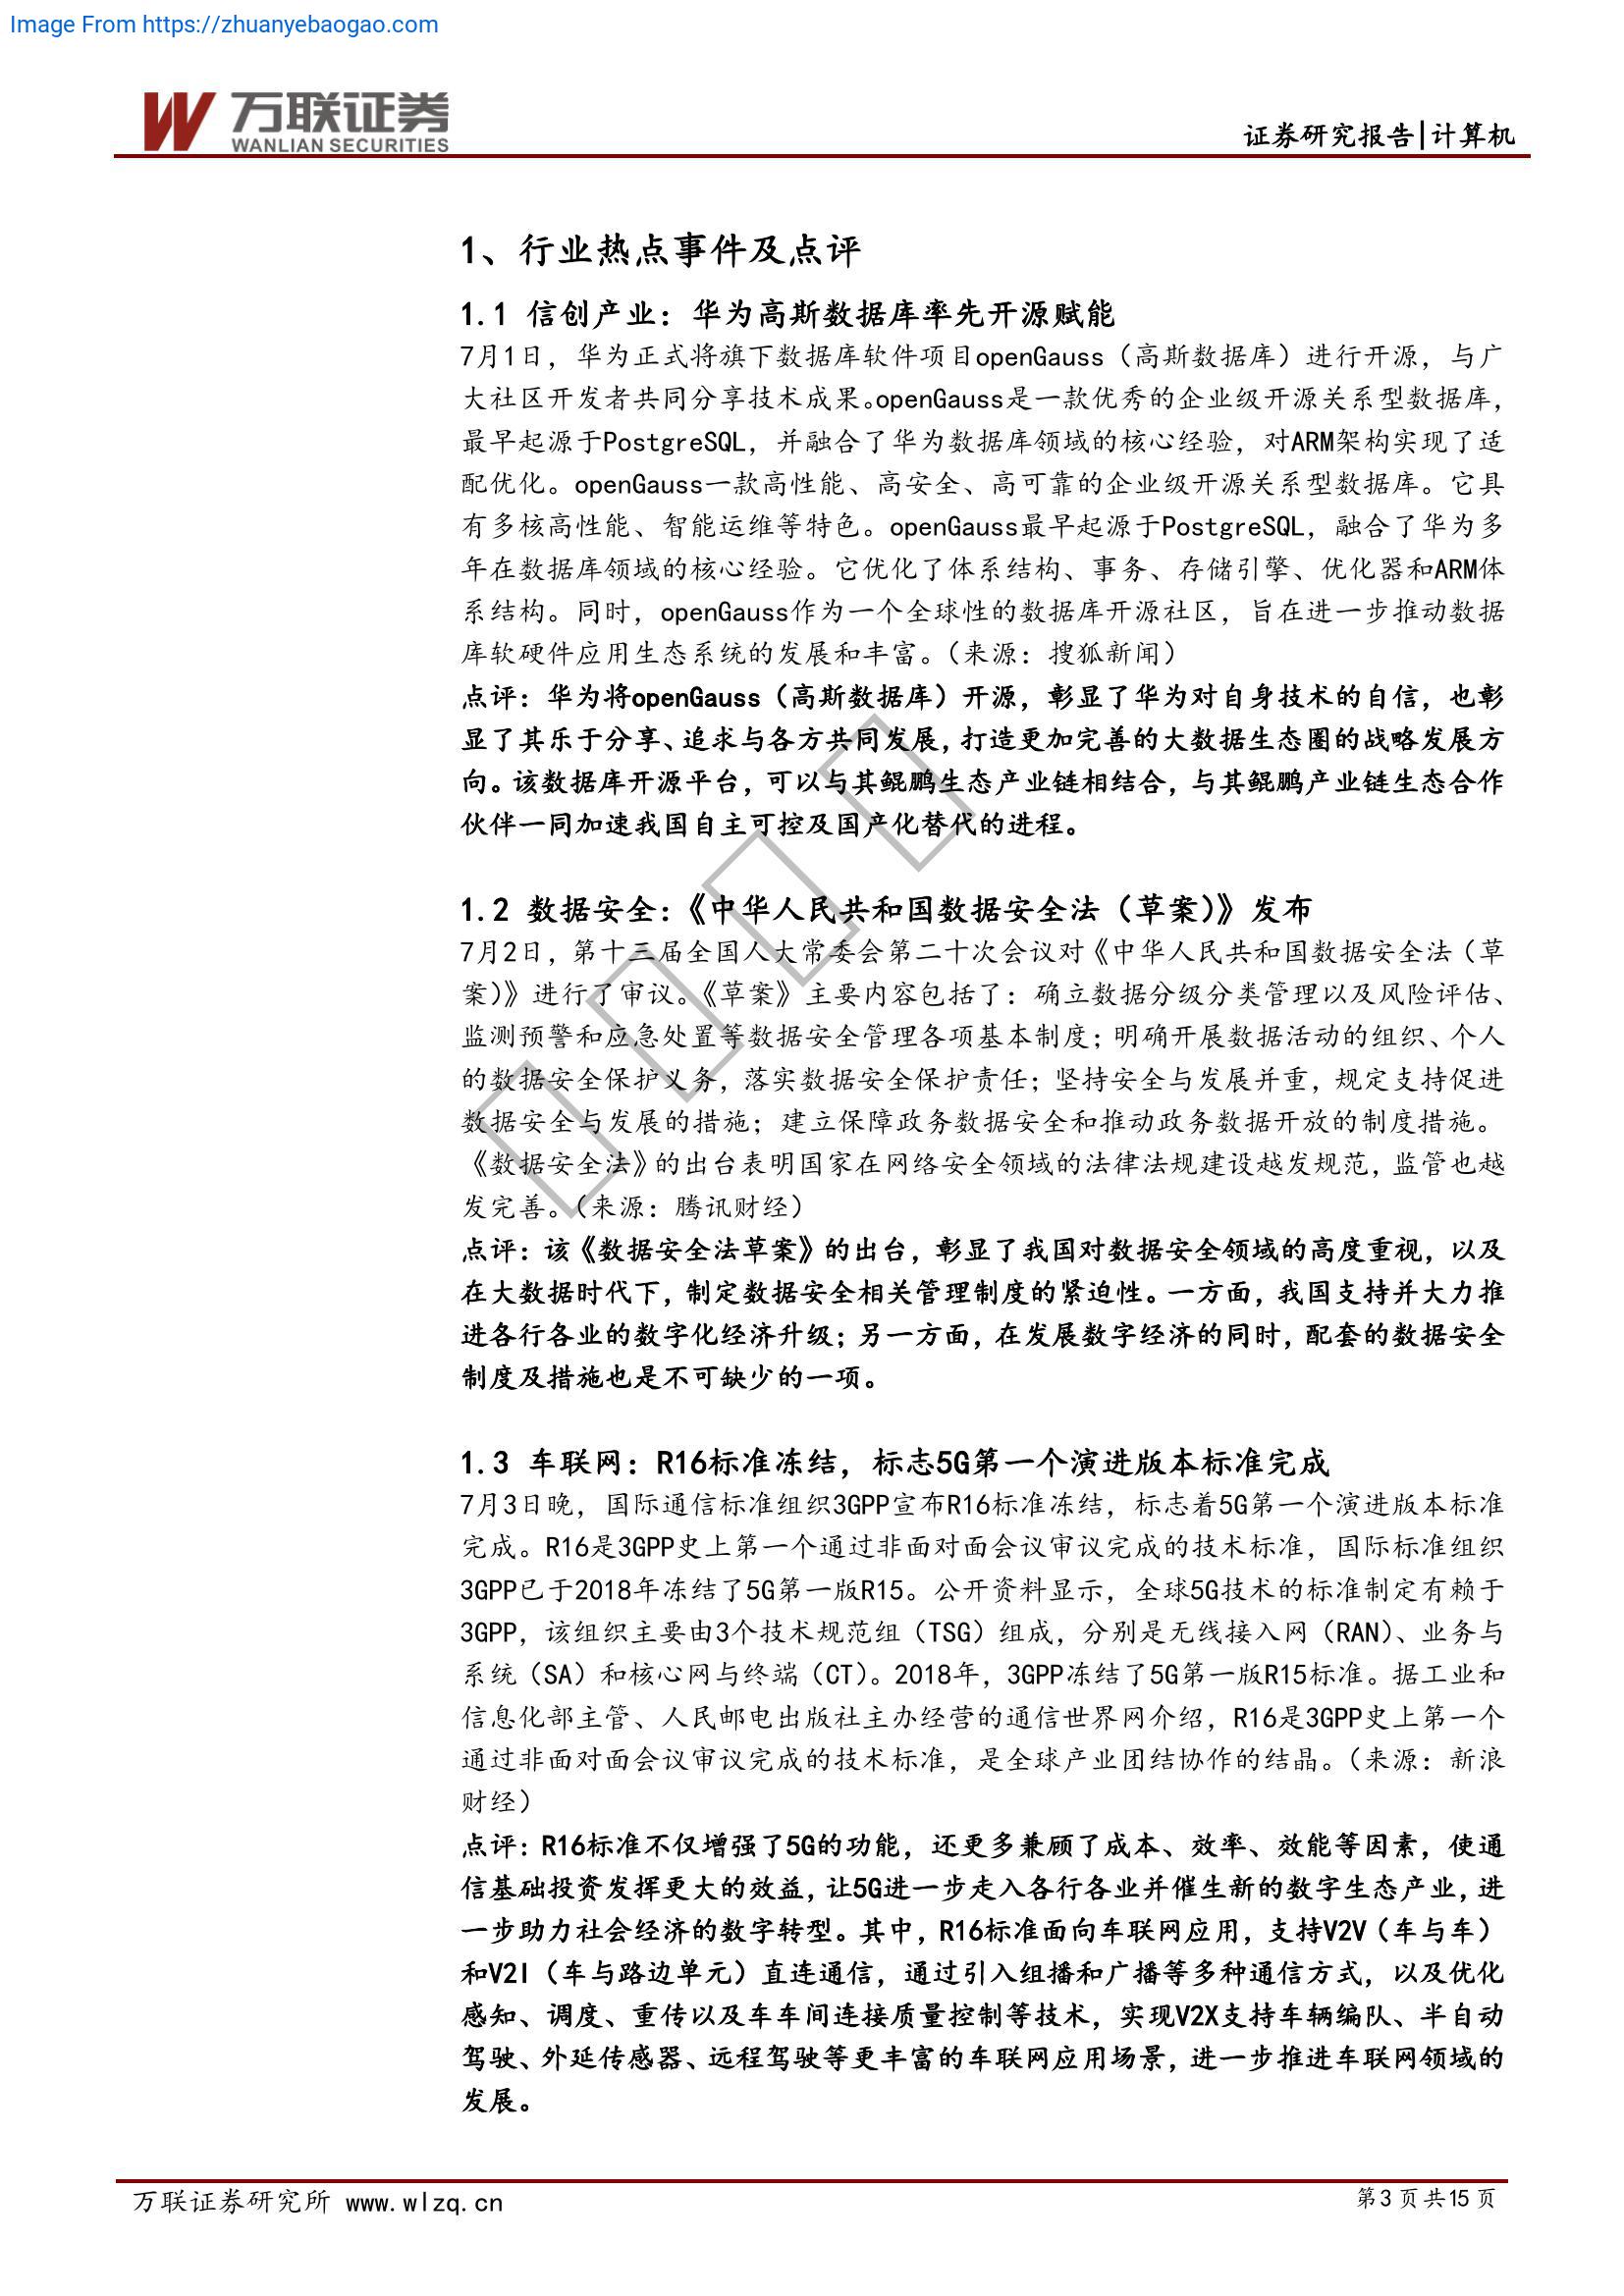 Image From https://zhuanyebaogao.com
万联证券
WANLIAN SECURITIES
证券研究报告|计算机
1、行业热点事件及点评
1.1 信创产业：华为高斯数据库率先开源赋能
7月1日，华为正式将旗下数据库软件项目openGauss（高斯数据库）进行开源，与广
大社区开发者共同分享技术成果。openGauss是一款优秀的企业级开源关系型数据库，
最早起源于PostgreSQL，并融合了华为数据库领域的核心经验，对ARM架构实现了适
配优化。openGauss一款高性能、高安全、高可靠的企业级开源关系型数据库。它具
有多核高性能、智能运维等特色。openGauss最早起源于PostgreSQL，融合了华为多
年在数据库领域的核心经验。它优化了体系结构、事务、存储引擎、优化器和ARM体
系结构。同时，openGauss作为一个全球性的数据库开源社区，旨在进一步推动数据
库软硬件应用生态系统的发展和丰富。（来源：搜狐新闻）
点评：华为将openGauss（高斯数据库）开源，彰显了华为对自身技术的自信，也彰
显了其乐于分享、追求与各方共同发展，打造更加完善的大数据生态圈的战略发展方
向。该数据库开源平台，可以与其鲲鹏生态产业链相结合，与其鲲鹏产业链生态合作
伙伴一同加速我国自主可控及国产化替代的进程。
1.2 数据安全：《中华人民共和国数据安全法（草案）》发布
7月2日，第十三届全国人大常委会第二十次会议对《中华人民共和国数据安全法（草
案）》进行了审议。《草案》主要内容包括了：确立数据分级分类管理以及风险评估、
监测预警和应急处置等数据安全管理各项基本制度；明确开展数据活动的组织、个人
的数据安全保护义务，落实数据安全保护责任；坚持安全与发展并重，规定支持促进
数据安全与发展的措施；建立保障政务数据安全和推动政务数据开放的制度措施。
《数据安全法》的出台表明国家在网络安全领域的法律法规建设越发规范，监管也越
发完善。（来源：腾讯财经）
点评：该《数据安全法草案》的出台，彰显了我国对数据安全领域的高度重视，以及
在大数据时代下，制定数据安全相关管理制度的紧迫性。一方面，我国支持并大力推
进各行各业的数字化经济升级；另一方面，在发展数字经济的同时，配套的数据安全
制度及措施也是不可缺少的一项。
1.3 车联网：R16标准冻结，标志5G第一个演进版本标准完成
7月3日晚，国际通信标准组织3GPP宣布R16标准冻结，标志着5G第一个演进版本标准
完成。R16是3GPP史上第一个通过非面对面会议审议完成的技术标准，国际标准组织
3GPP已于2018年冻结了5G第一版R15。公开资料显示，全球5G技术的标准制定有赖于
3GPP，该组织主要由3个技术规范组（TSG）组成，分别是无线接入网（RAN）、业务与
系统（SA）和核心网与终端（CT）。2018年，3GPP冻结了5G第一版R15标准。据工业和
信息化部主管、人民邮电出版社主办经营的通信世界网介绍，R16是3GPP史上第一个
通过非面对面会议审议完成的技术标准，是全球产业团结协作的结晶。（来源：新浪
财经）
点评：R16标准不仅增强了5G的功能，还更多兼顾了成本、效率、效能等因素，使通
信基础投资发挥更大的效益，让5G进一步走入各行各业并催生新的数字生态产业，进
一步助力社会经济的数字转型。其中，R16标准面向车联网应用，支持V2V（车与车）
和V2I（车与路边单元）直连通信，通过引入组播和广播等多种通信方式，以及优化
感知、调度、重传以及车车间连接质量控制等技术，实现V2X支持车辆编队、半自动
驾驶、外延传感器、远程驾驶等更丰富的车联网应用场景，进一步推进车联网领域的
发展。
万联证券研究所 www.wlzq.cn
第3页共15页